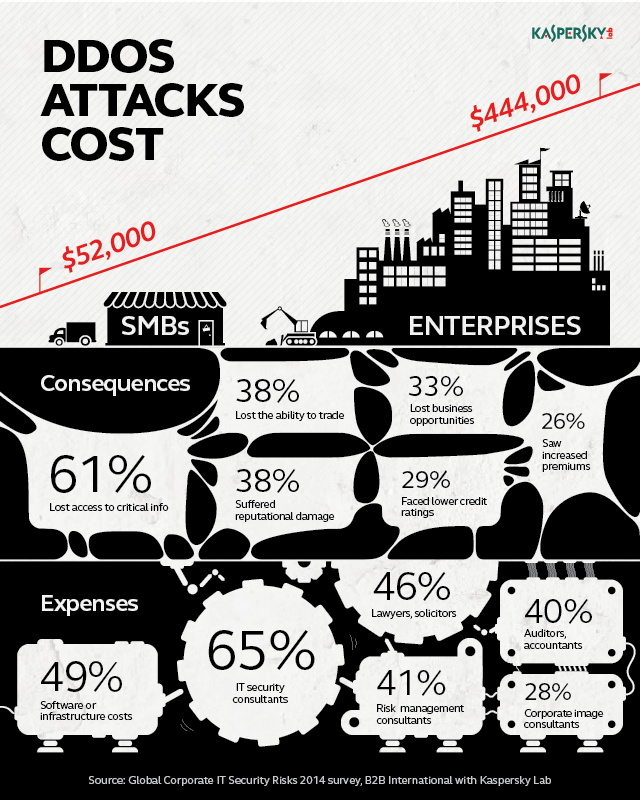 KASPERSKY lab
DDOS
ATTACKS
COST
$444,000
$52,000
SMBs
ENTERPRISES
Consequences
38%
Lost the ability to trade
33%
Lost business
opportunities
26%
Saw
increased
premiums
61%
Lost access to critical info
38%
Suffered
reputational damage
29%
Faced lower credit
ratings
Expenses
46%
Lawyers, solicitors
40%
Auditors,
accountants
65%
IT security
consultants
49%
Software or
infrastructure costs
41%
Risk management
consultants
28%
Corporate image
consultants
Source: Global Corporate IT Security Risks 2014 survey, B2B International with Kaspersky Lab